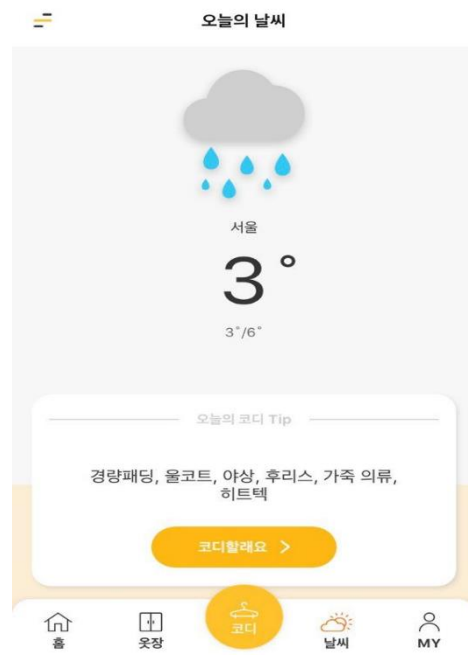 오늘의 날씨
서울
3°
3°/6°
오늘의 코디 Tip
경량패딩, 울코트, 야상, 후리스, 가죽 의류,
히트텍
코디할래요 >
홈
옷장
코디
날씨
MY